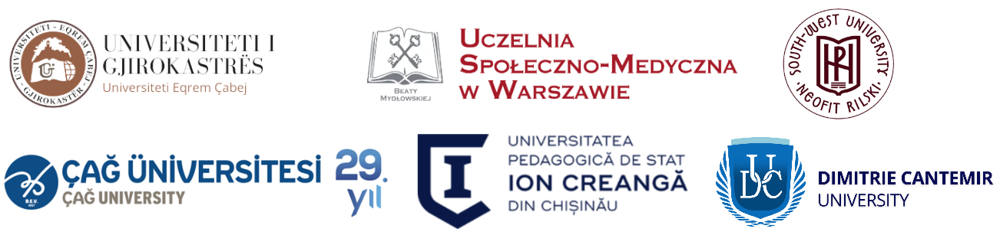 UNIVERSITETI - EQREM ÇABEJ - GJIROKASTËR
UNIVERSITETI I
GJIROKASTRËS
Universiteti Eqrem Çabej
BEATY
MYDŁOWSKIEJ
UCZELNIA
SPOŁECZNO-MEDYCZNA
W WARSZAWIE
SOUTH-WEST UNIVERSITY
· NEOFIT RILSKI ·
B.E.V.
1997
ÇAĞ ÜNİVERSİTESİ
ÇAĞ UNIVERSITY
29.
yıl
I
UNIVERSITATEA
PEDAGOGICĂ DE STAT
ION CREANGĂ
DIN CHIȘINĂU
UDC
DIMITRIE CANTEMIR
UNIVERSITY